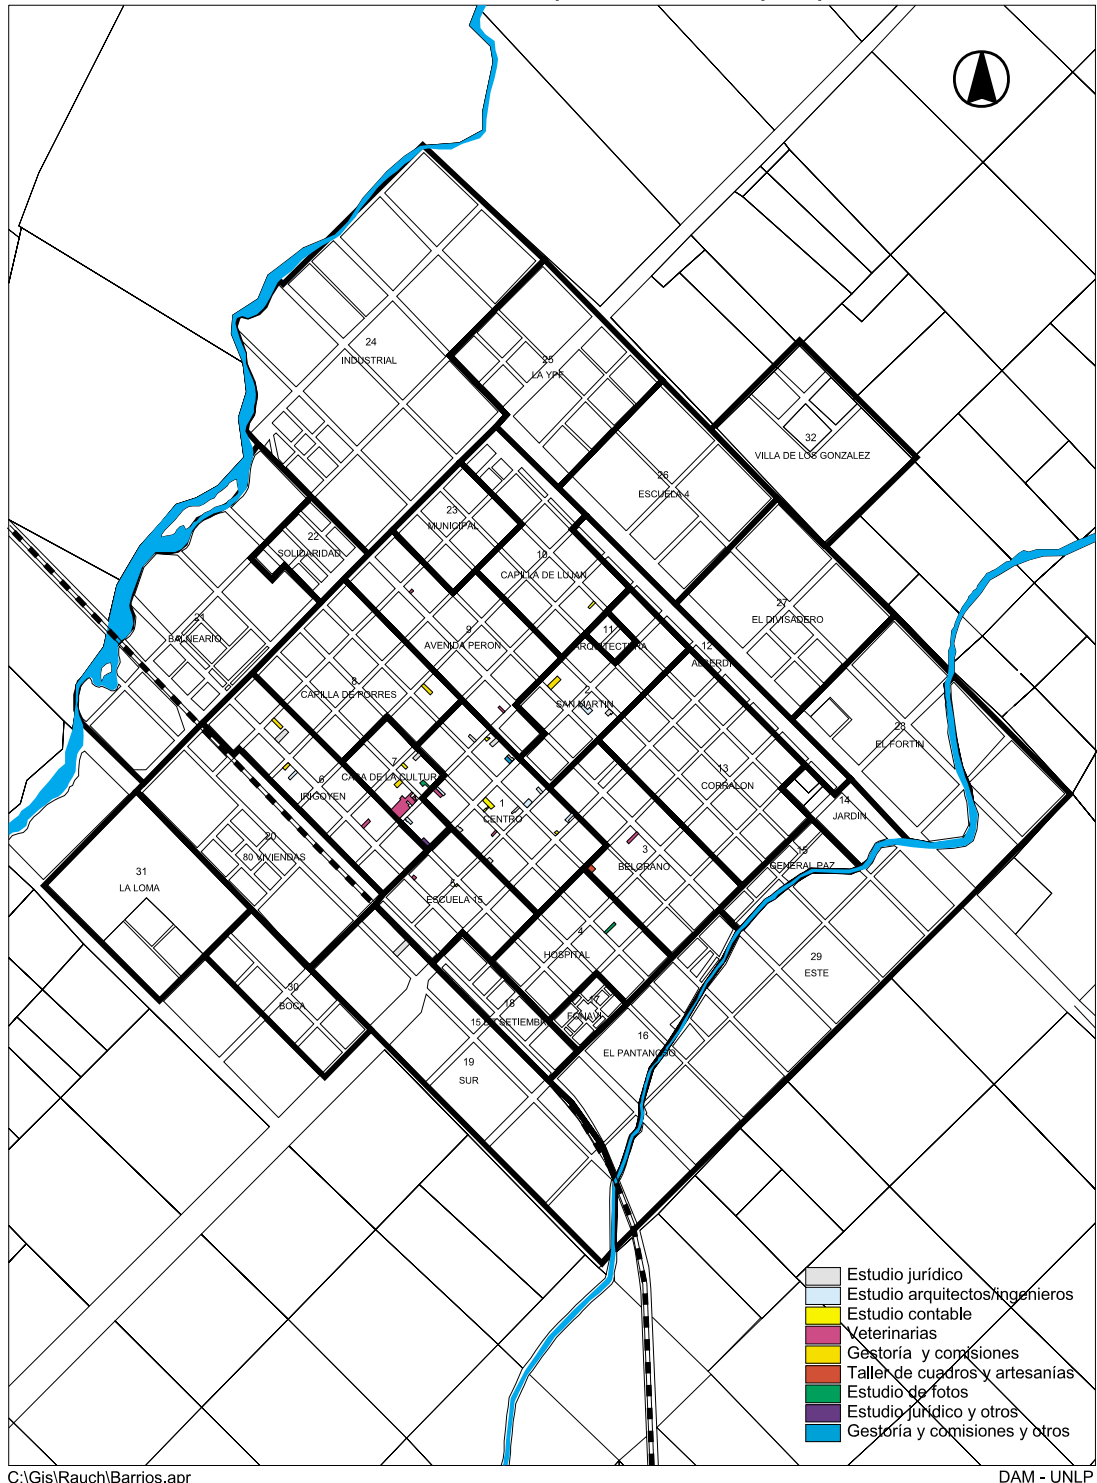 24
INDUSTRIAL
25
LA YPF
32
VILLA DE LOS GONZALEZ
26
ESCUELA 4
23
MUNICIPAL
22
SOLIDARIDAD
10
CAPILLA DE LUJAN
27
EL DIVISADERO
21
BALNEARIO
9
AVENIDA PERON
11
ARQUITECTURA
12
ALBERDI
8
CAPILLA DE PORRES
2
SAN MARTIN
28
EL FORTIN
7
CASA DE LA CULTURA
6
IRIGOYEN
13
CORRALON
1
CENTRO
14
JARDIN
20
80 VIVIENDAS
3
BELGRANO
15
GENERAL PAZ
31
LA LOMA
5
ESCUELA 15
4
HOSPITAL
29
ESTE
30
BOCA
18
15 DE SETIEMBRE
FONAVI
16
EL PANTANOSO
19
SUR
Estudio jurídico
Estudio arquitectos/ingenieros
Estudio contable
Veterinarias
Gestoría y comisiones
Taller de cuadros y artesanías
Estudio de fotos
Estudio jurídico y otros
Gestoría y comisiones y otros
C:\Gis\Rauch\Barrios.apr
DAM - UNLP